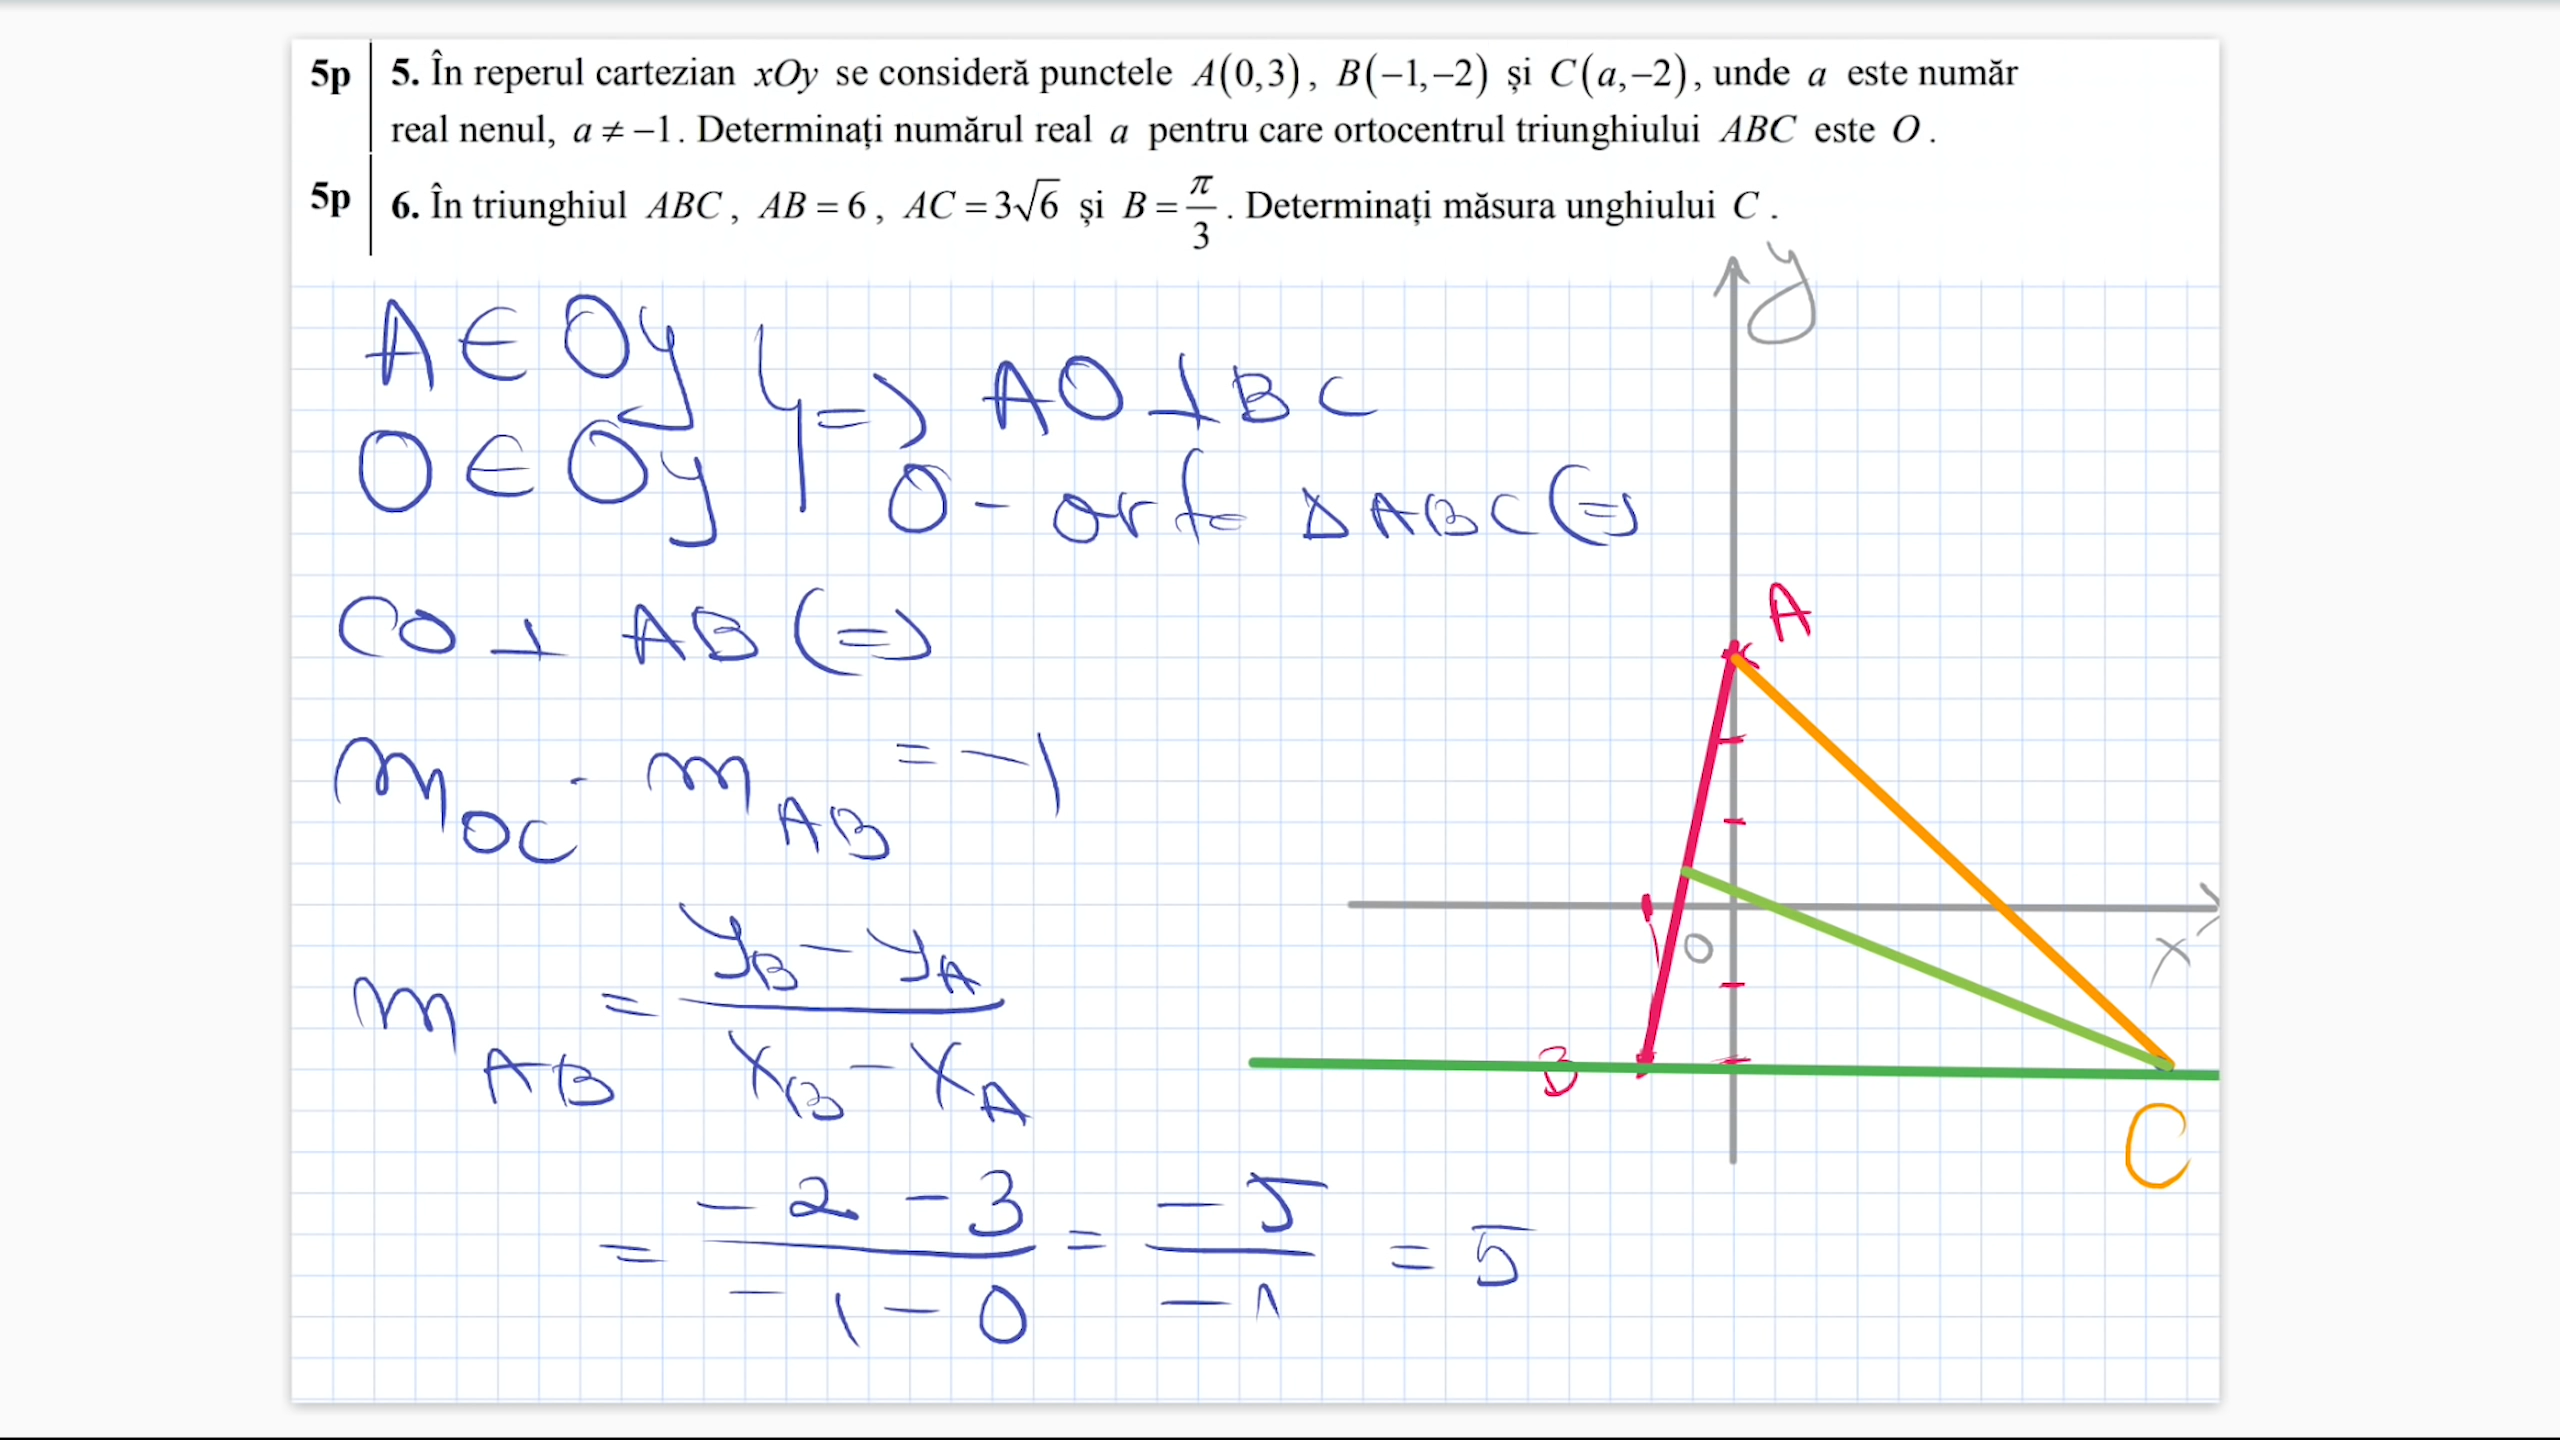 5p 5. În reperul cartezian xOy se consideră punctele A(0,3), B(−1,−2) și C(a,−2), unde a este număr
real nenul, a ≠ −1. Determinați numărul real a pentru care ortocentrul triunghiului ABC este O.
5p 6. În triunghiul ABC, AB = 6, AC = 3√6 și B = π/3. Determinați măsura unghiului C.
A ∈ Oy
O ∈ Oy
=> AO ⊥ BC
O - orto Δ ABC (=)
CO ⊥ AB (=)
m_OC · m_AB = -1
m_AB = (y_B - y_A)/(x_B - x_A)
= (-2 - 3)/(-1 - 0) = (-5)/(-1) = 5
y
A
O
x
B
C